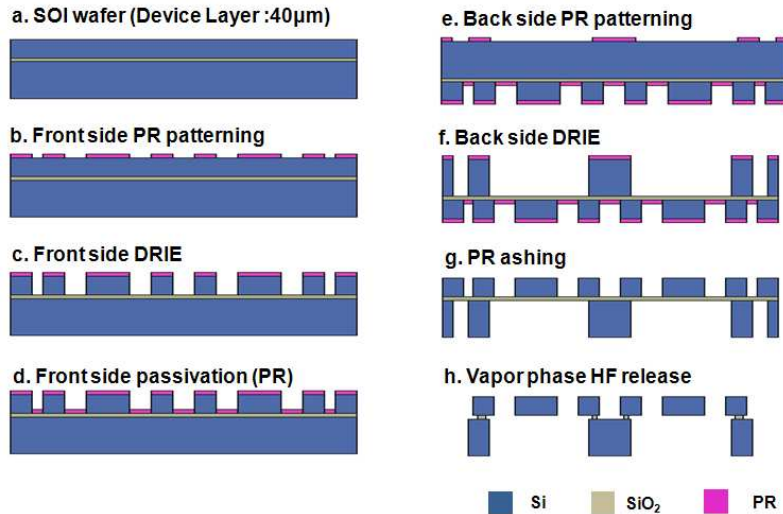 a. SOI wafer (Device Layer :40μm)
b. Front side PR patterning
c. Front side DRIE
d. Front side passivation (PR)
e. Back side PR patterning
f. Back side DRIE
g. PR ashing
h. Vapor phase HF release
Si
SiO₂
PR